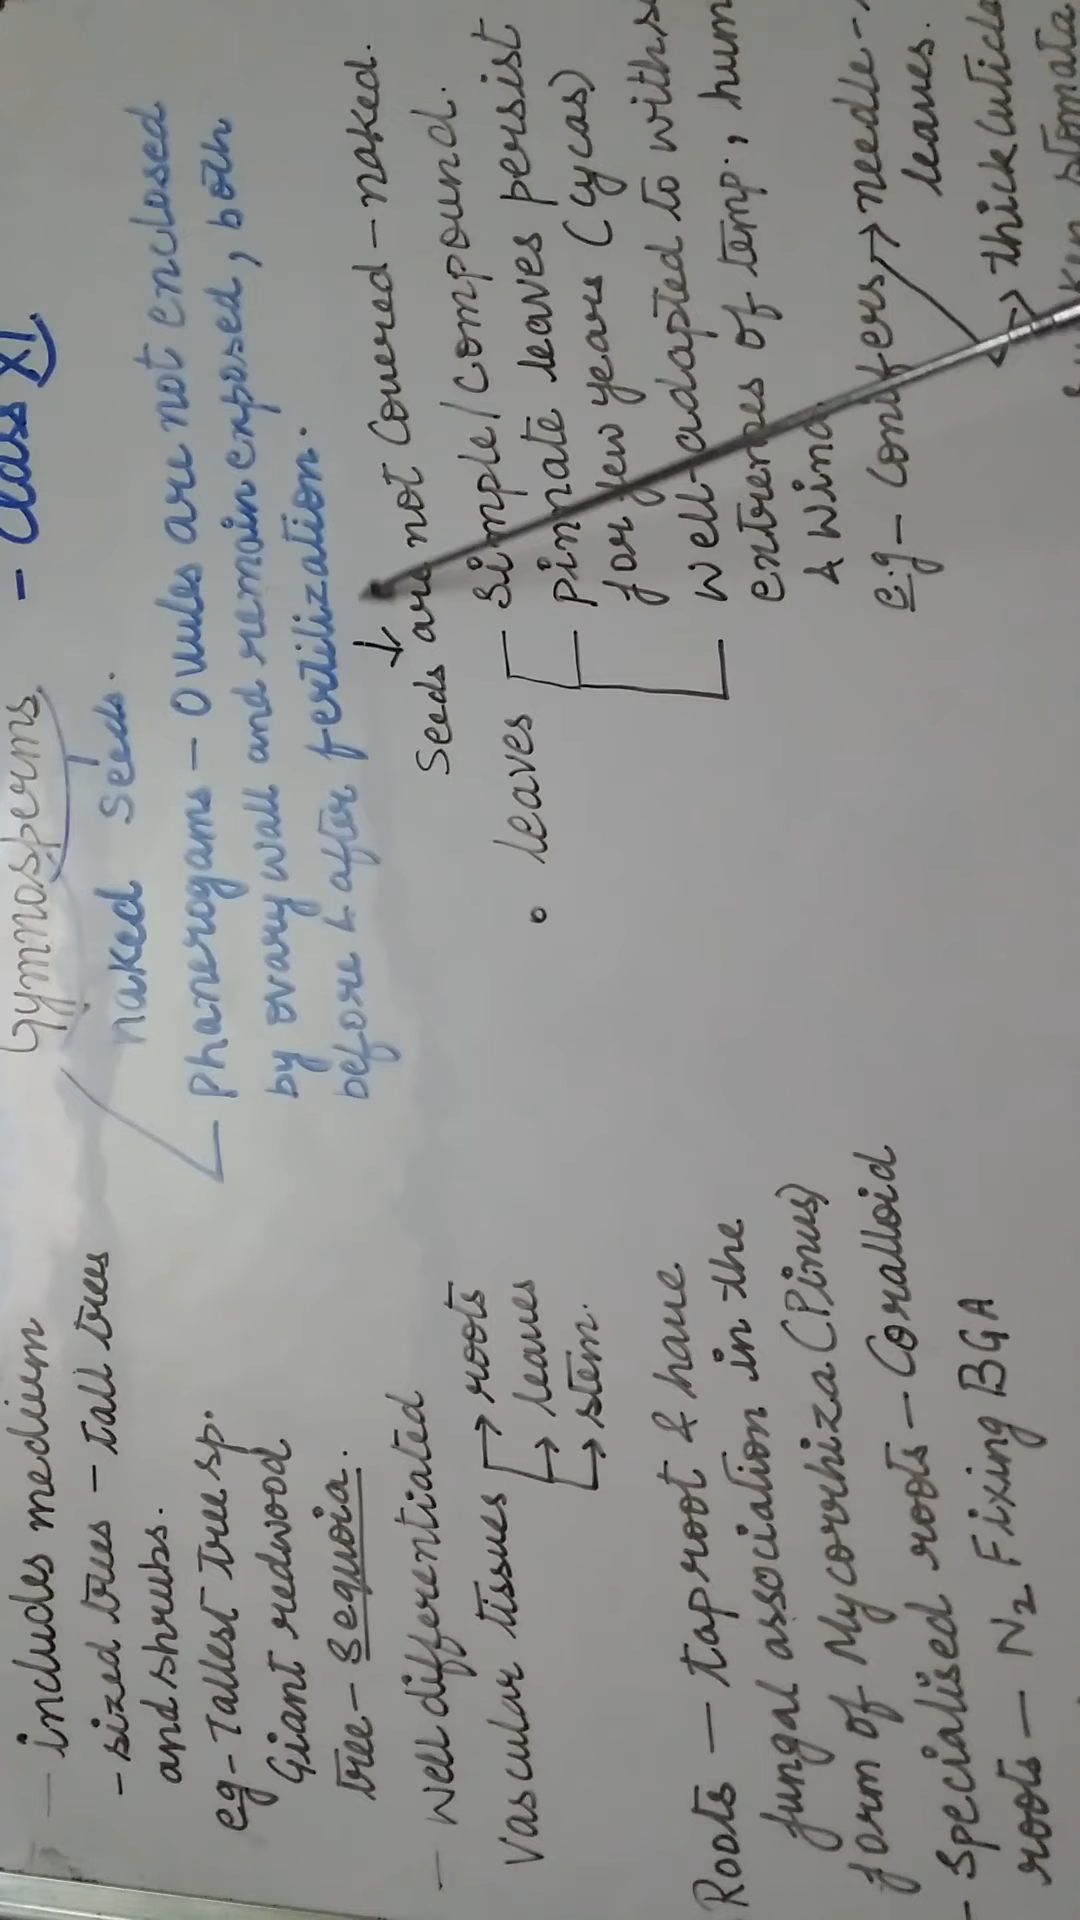 Gymnosperms - Class XI
naked seeds.
- Phanerogams - Ovules are not enclosed
by ovary wall and remain exposed, both
before & after fertilization.
↓
Seeds are not covered - naked.
- includes medium
- sized trees - tall trees
and shrubs.
eg - Tallest tree sp.
Giant redwood
tree - Sequoia.
- well differentiated
vascular tissues → roots
→ leaves
→ stem.
Roots - taproot & have
fungal association in the
form of Mycorrhiza (Pinus)
- Specialised roots - Coralloid
roots - N2 Fixing BGA
• leaves - Simple/Compound.
Pinnate leaves persist
for few years (Cycas)
well-adapted to withs
extremes of temp., hum
& wind
e.g - Conifers → needle-
leaves.
→ thick cuticle
stomata